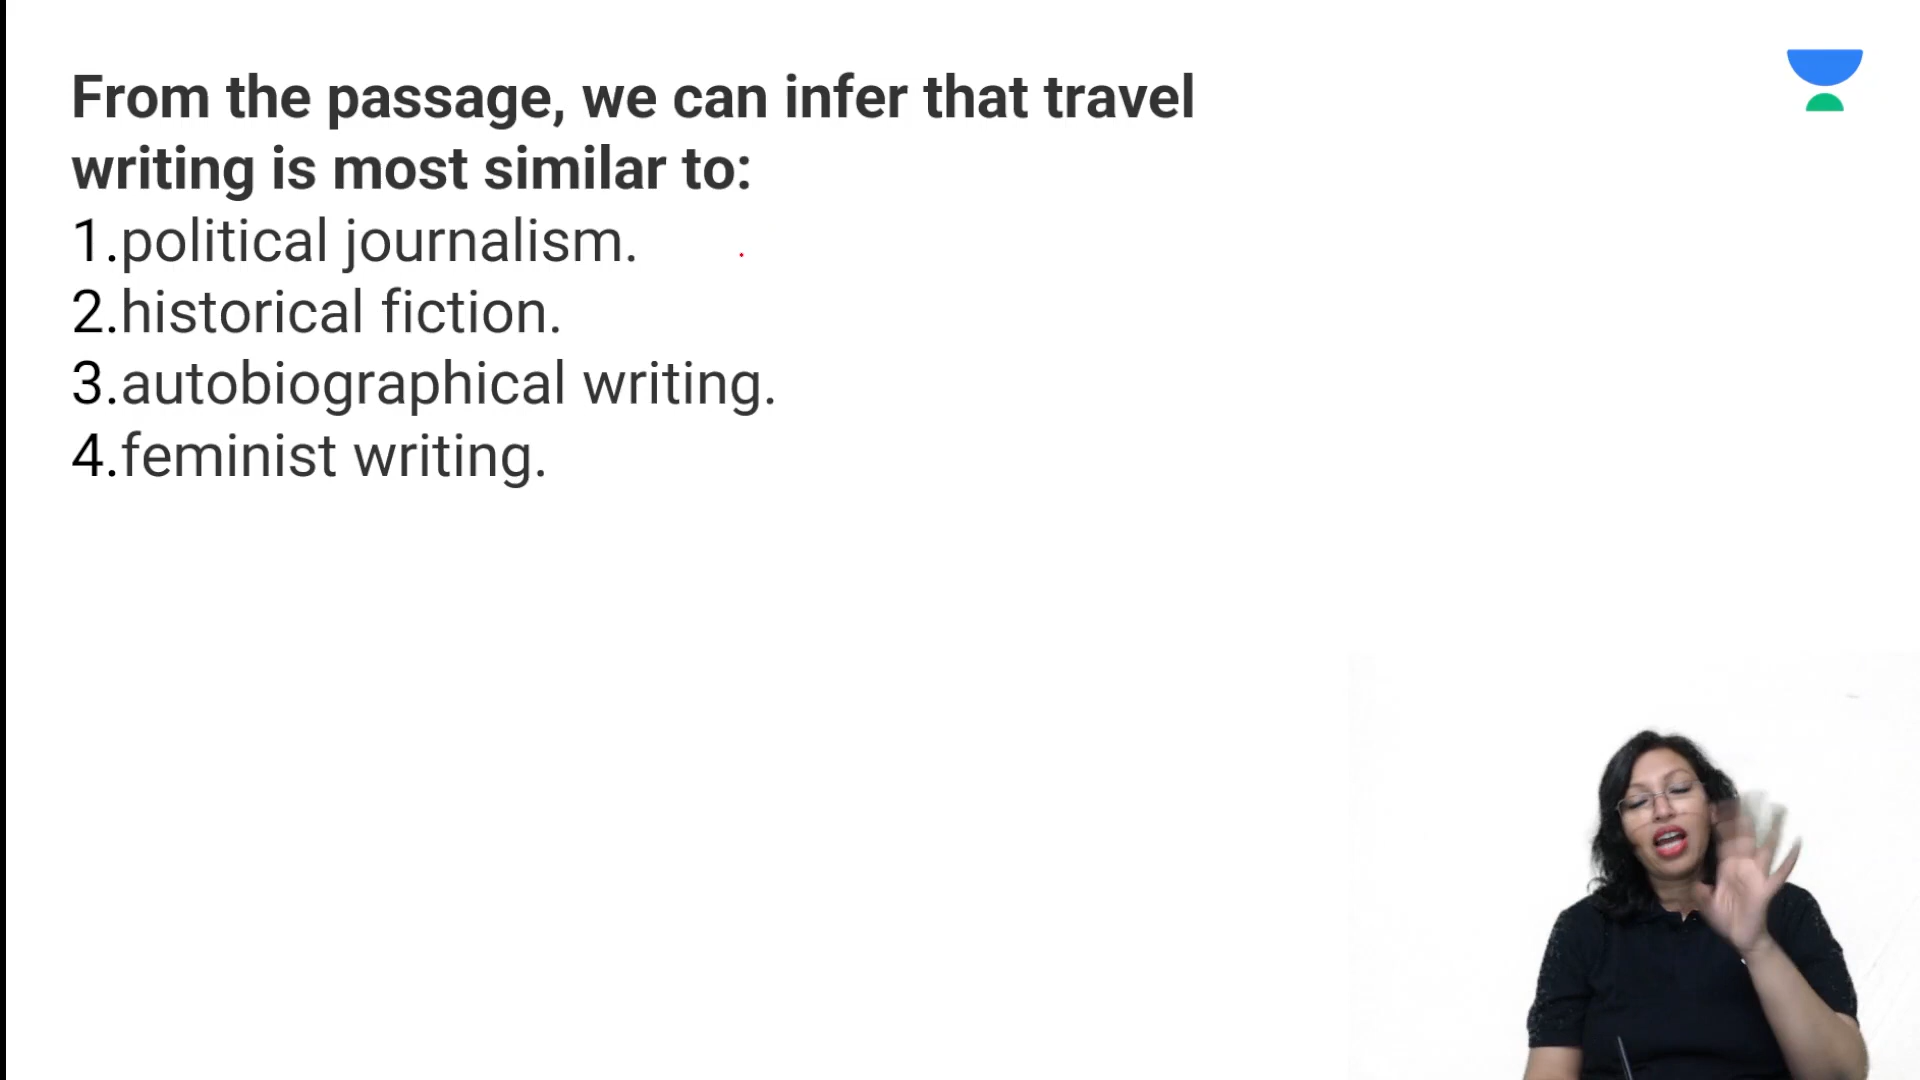 From the passage, we can infer that travel
writing is most similar to:
1.political journalism.
2.historical fiction.
3.autobiographical writing.
4.feminist writing.